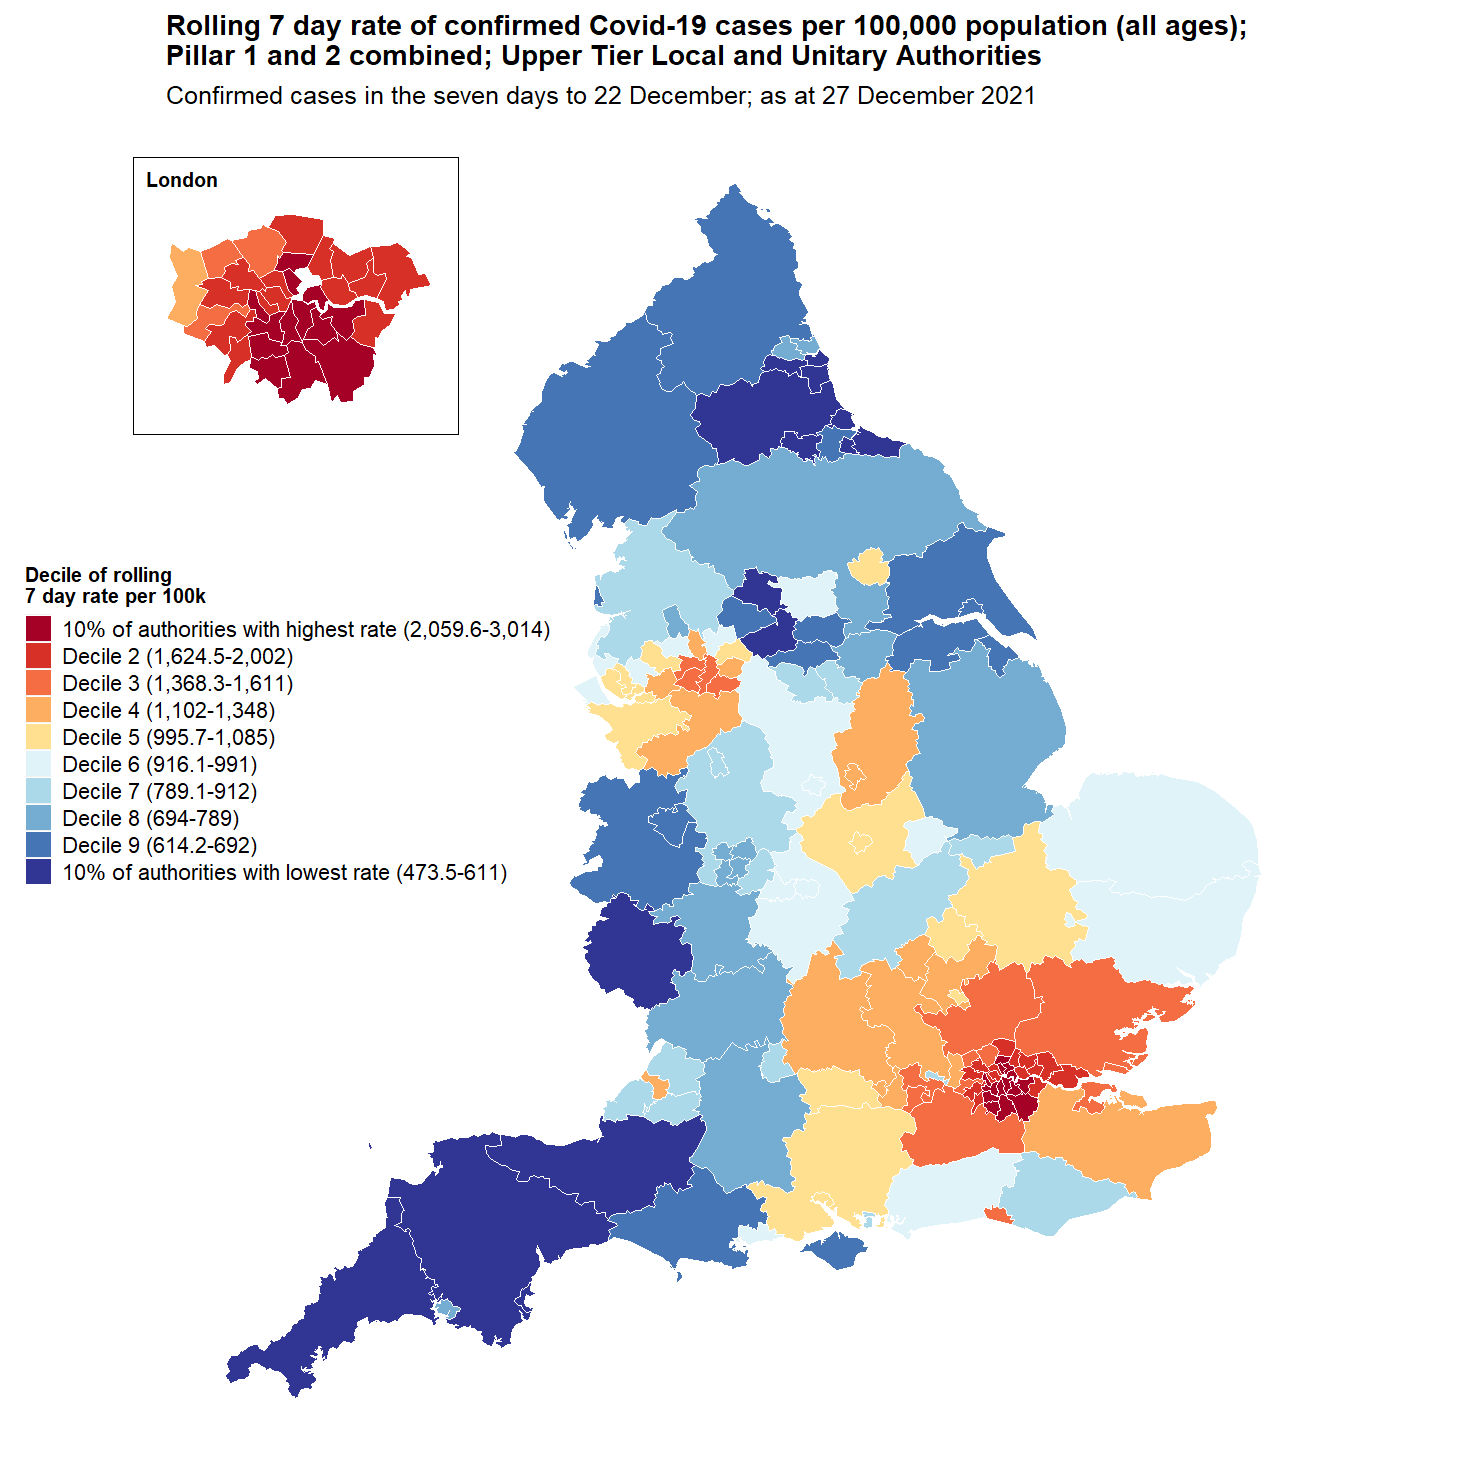 Rolling 7 day rate of confirmed Covid-19 cases per 100,000 population (all ages);
Pillar 1 and 2 combined; Upper Tier Local and Unitary Authorities
Confirmed cases in the seven days to 22 December; as at 27 December 2021
London
Decile of rolling
7 day rate per 100k
10% of authorities with highest rate (2,059.6-3,014)
Decile 2 (1,624.5-2,002)
Decile 3 (1,368.3-1,611)
Decile 4 (1,102-1,348)
Decile 5 (995.7-1,085)
Decile 6 (916.1-991)
Decile 7 (789.1-912)
Decile 8 (694-789)
Decile 9 (614.2-692)
10% of authorities with lowest rate (473.5-611)